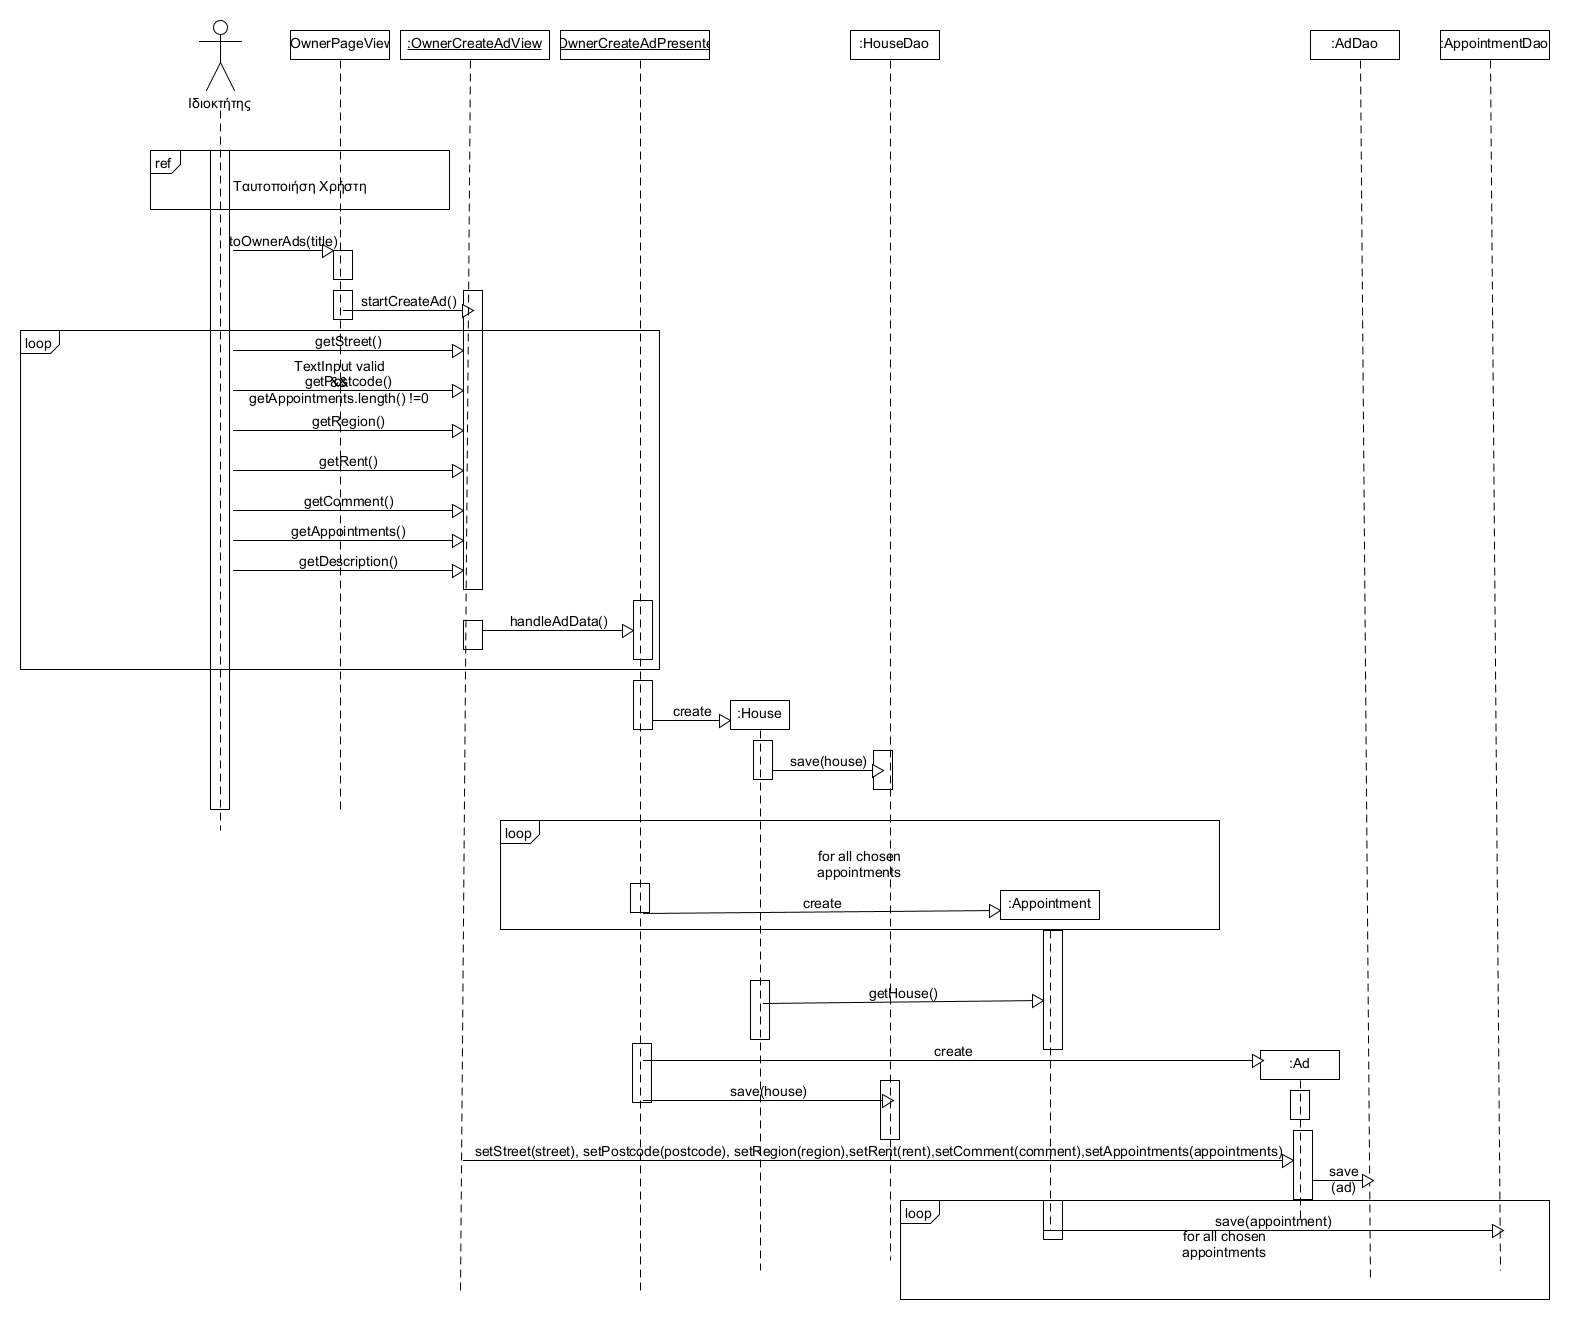 OwnerPageView
:OwnerCreateAdView
OwnerCreateAdPresente
:HouseDao
:AdDao
:AppointmentDao
Ιδιοκτήτης
ref
Ταυτοποιήση Χρήστη
toOwnerAds(title)
startCreateAd()
loop
getStreet()
TextInput valid
&&
getPostcode()
getAppointments.length() !=0
getRegion()
getRent()
getComment()
getAppointments()
getDescription()
handleAdData()
create
:House
save(house)
loop
for all chosen
appointments
create
:Appointment
getHouse()
create
:Ad
save(house)
setStreet(street), setPostcode(postcode), setRegion(region),setRent(rent),setComment(comment),setAppointments(appointments)
save
(ad)
loop
save(appointment)
for all chosen
appointments